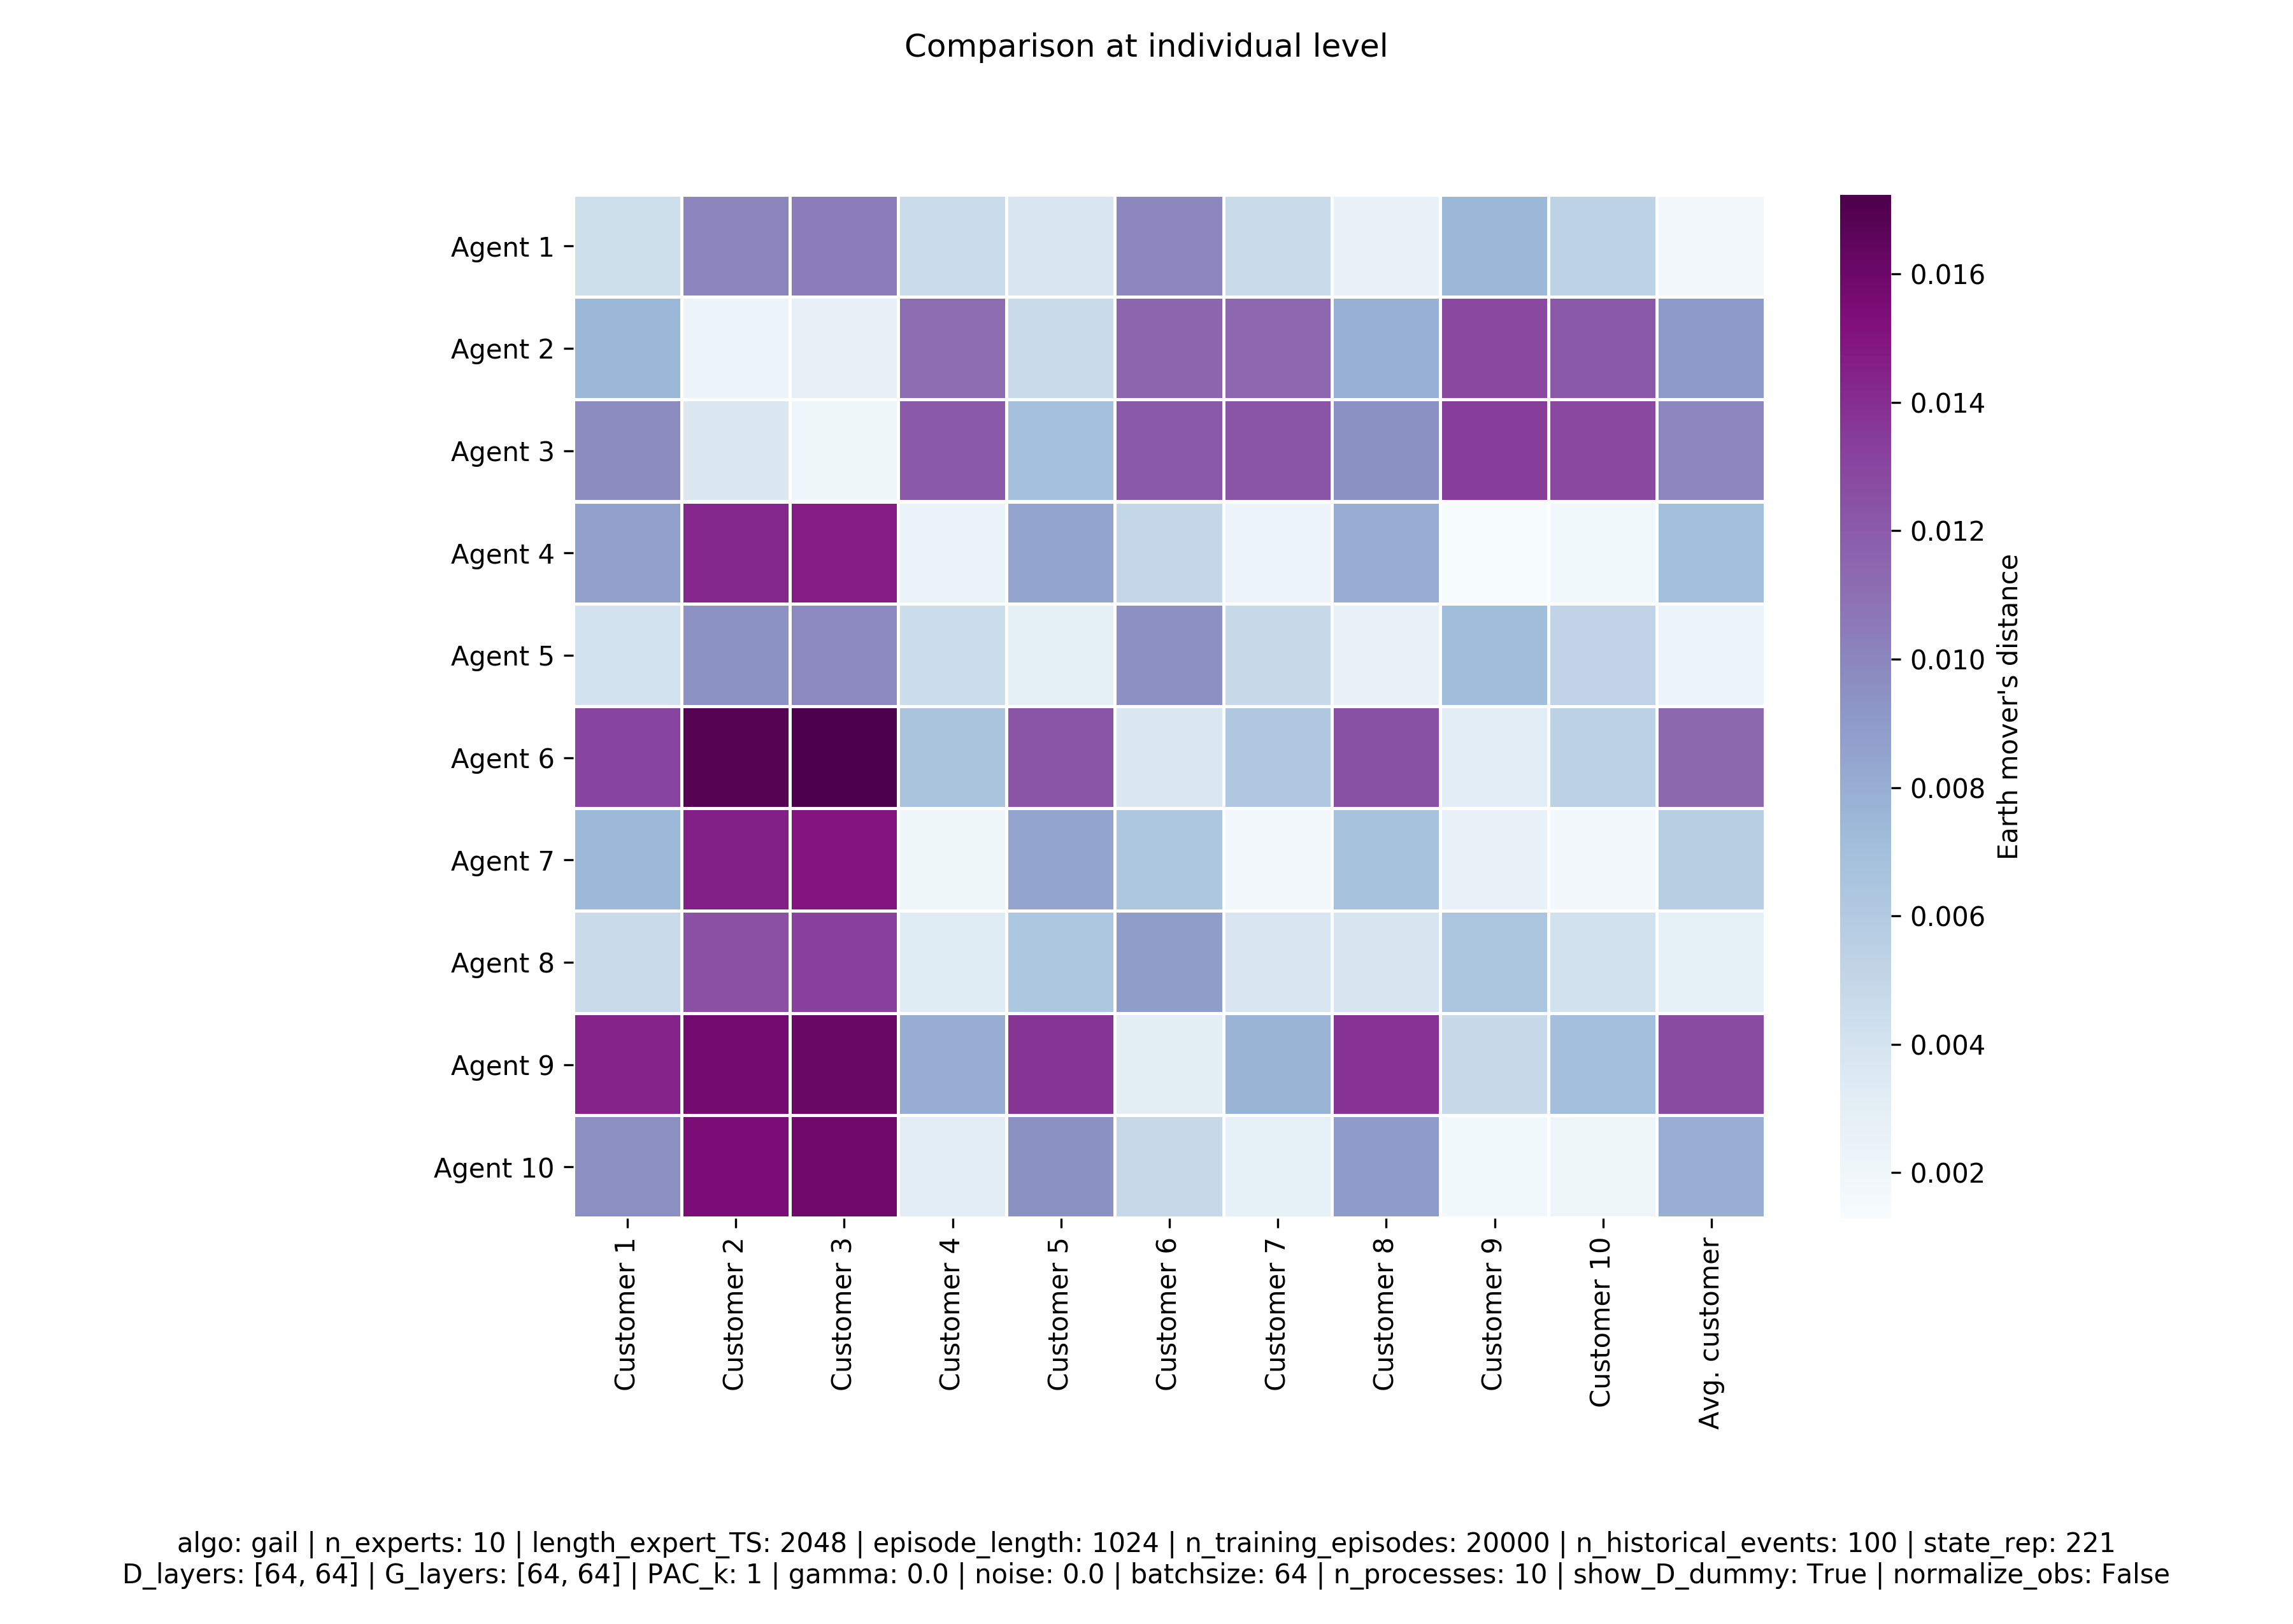 Comparison at individual level
Agent 1
Agent 2
Agent 3
Agent 4
Agent 5
Agent 6
Agent 7
Agent 8
Agent 9
Agent 10
Customer 1
Customer 2
Customer 3
Customer 4
Customer 5
Customer 6
Customer 7
Customer 8
Customer 9
Customer 10
Avg. customer
0.016
0.014
0.012
0.010
0.008
0.006
0.004
0.002
Earth mover's distance
algo: gail | n_experts: 10 | length_expert_TS: 2048 | episode_length: 1024 | n_training_episodes: 20000 | n_historical_events: 100 | state_rep: 221
D_layers: [64, 64] | G_layers: [64, 64] | PAC_k: 1 | gamma: 0.0 | noise: 0.0 | batchsize: 64 | n_processes: 10 | show_D_dummy: True | normalize_obs: False